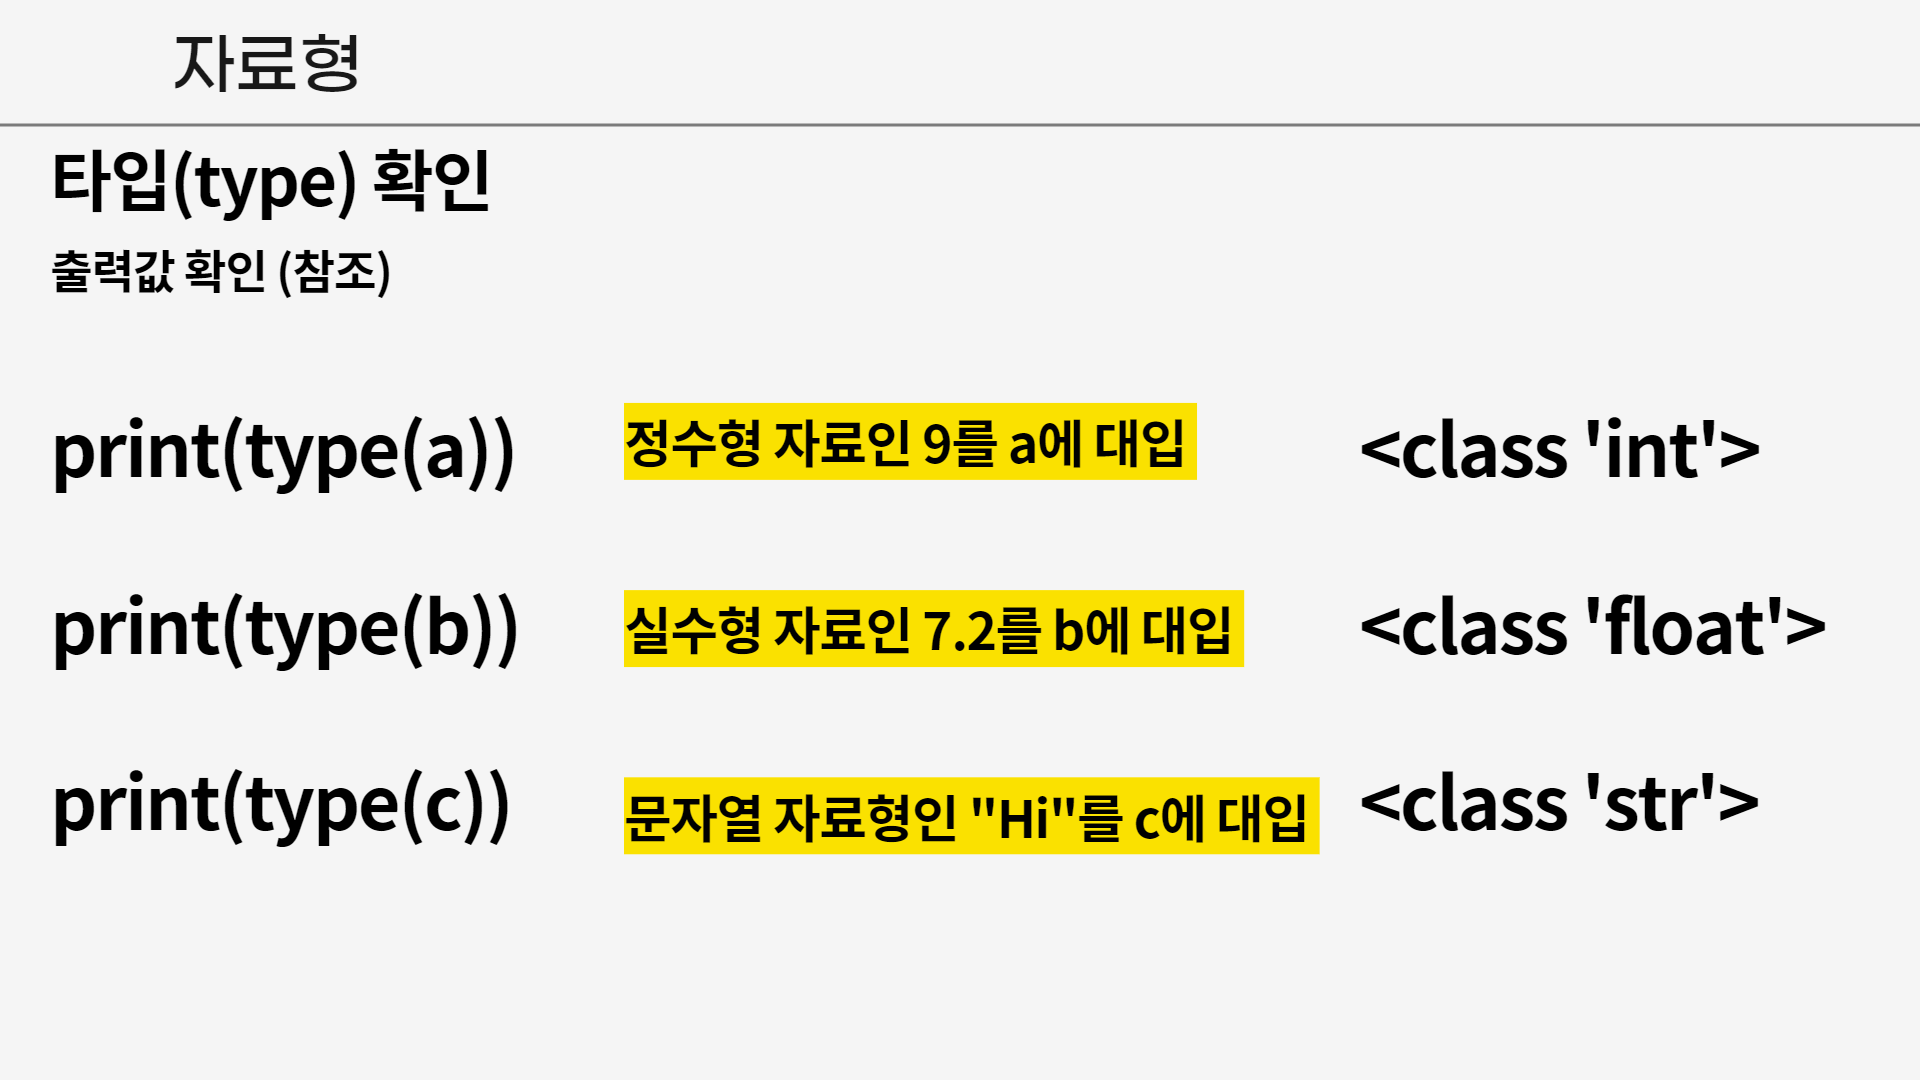 자료형
타입(type) 확인
출력값 확인 (참조)
print(type(a)) 정수형 자료인 9를 a에 대입 <class 'int'>
print(type(b)) 실수형 자료인 7.2를 b에 대입 <class 'float'>
print(type(c)) 문자열 자료형인 "Hi"를 c에 대입 <class 'str'>